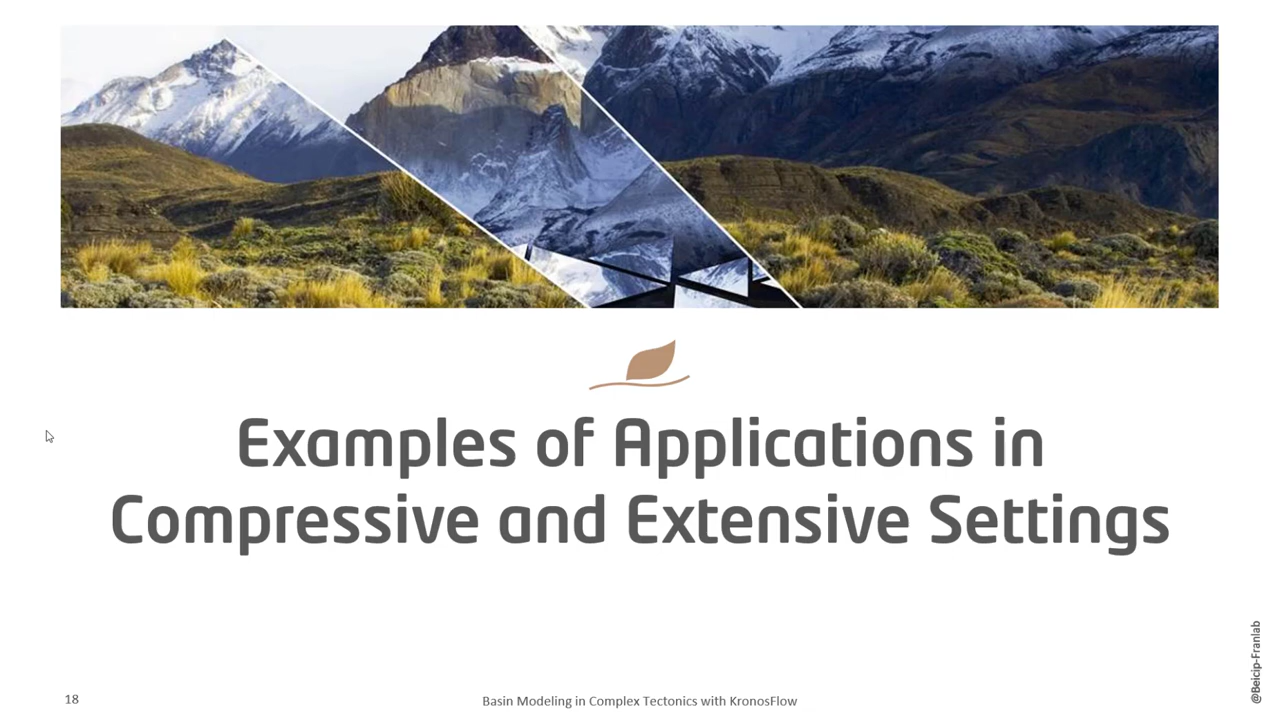 Examples of Applications in
Compressive and Extensive Settings
18
Basin Modeling in Complex Tectonics with KronosFlow
@Beicip-Franlab